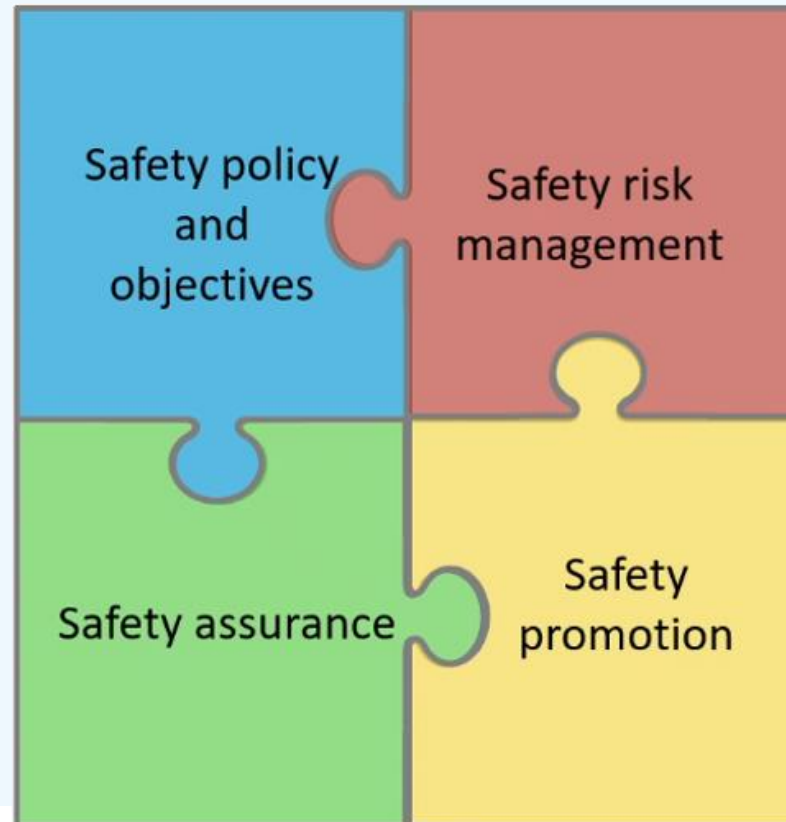 Safety policy
and
objectives
Safety risk
management
Safety assurance
Safety
promotion